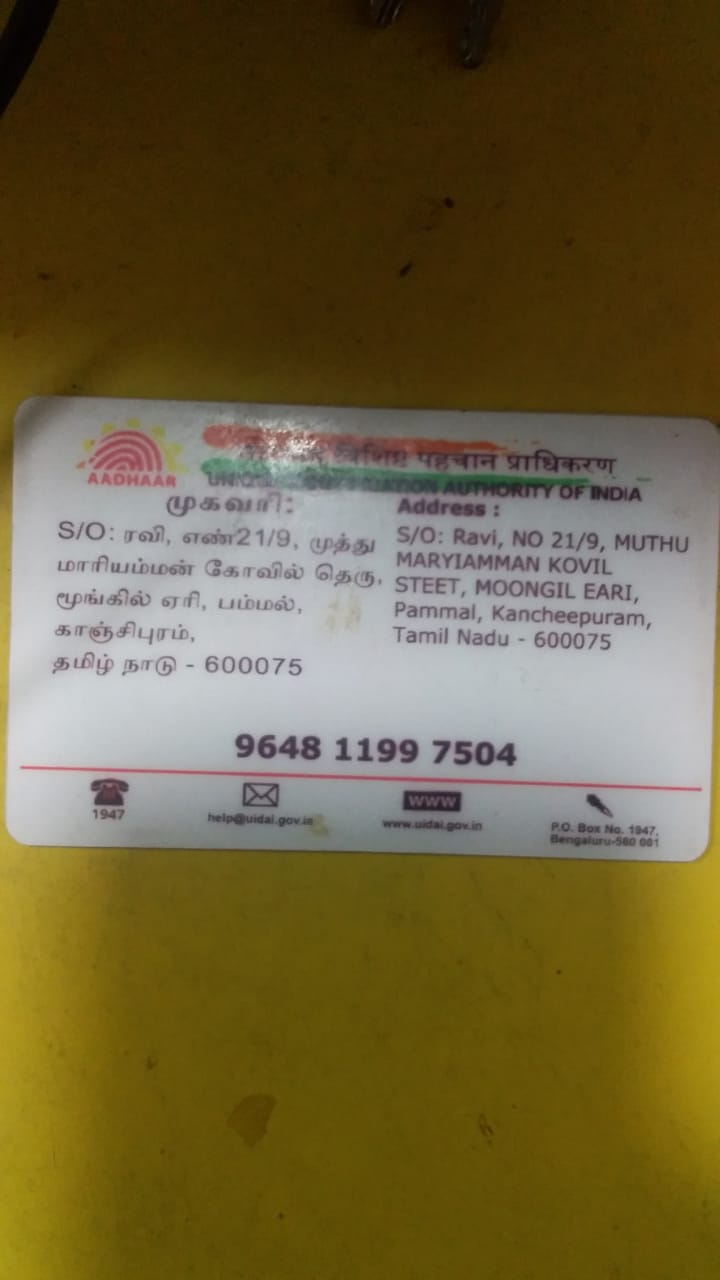 विशिष्ट पहचान प्राधिकरण
AADHAAR
AUTHORITY OF INDIA
முகவரி:
S/O: ரவி, எண்21/9, முத்து
மாரியம்மன் கோவில் தெரு,
மூங்கில் ஏரி, பம்மல்,
காஞ்சிபுரம்,
தமிழ் நாடு - 600075
Address :
S/O: Ravi, NO 21/9, MUTHU
MARYIAMMAN KOVIL
STEET, MOONGIL EARI,
Pammal, Kancheepuram,
Tamil Nadu - 600075
9648 1199 7504
1947
help@uidai.gov.in
WWW
www.uidai.gov.in
P.O. Box No. 1947,
Bengaluru-560 001